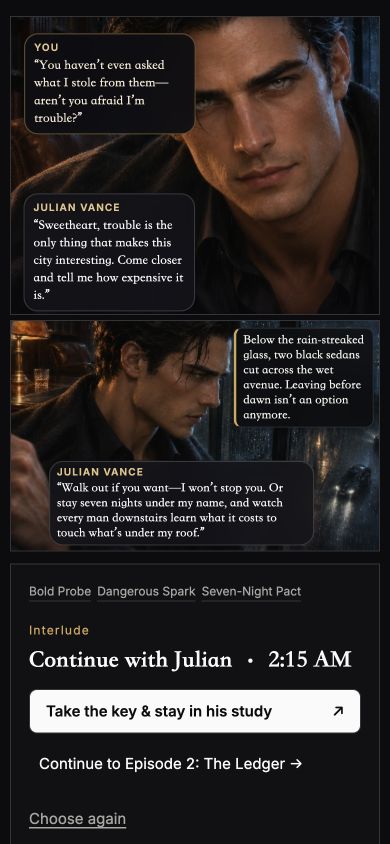 YOU
“You haven’t even asked
what I stole from them—
aren’t you afraid I’m
trouble?”
JULIAN VANCE
“Sweetheart, trouble is the
only thing that makes this
city interesting. Come closer
and tell me how expensive it
is.”
Below the rain-streaked
glass, two black sedans
cut across the wet
avenue. Leaving before
dawn isn’t an option
anymore.
JULIAN VANCE
“Walk out if you want—I won’t stop you. Or
stay seven nights under my name, and watch
every man downstairs learn what it costs to
touch what’s under my roof.”
Bold Probe Dangerous Spark Seven-Night Pact
Interlude
Continue with Julian • 2:15 AM
Take the key & stay in his study ↗
Continue to Episode 2: The Ledger →
Choose again